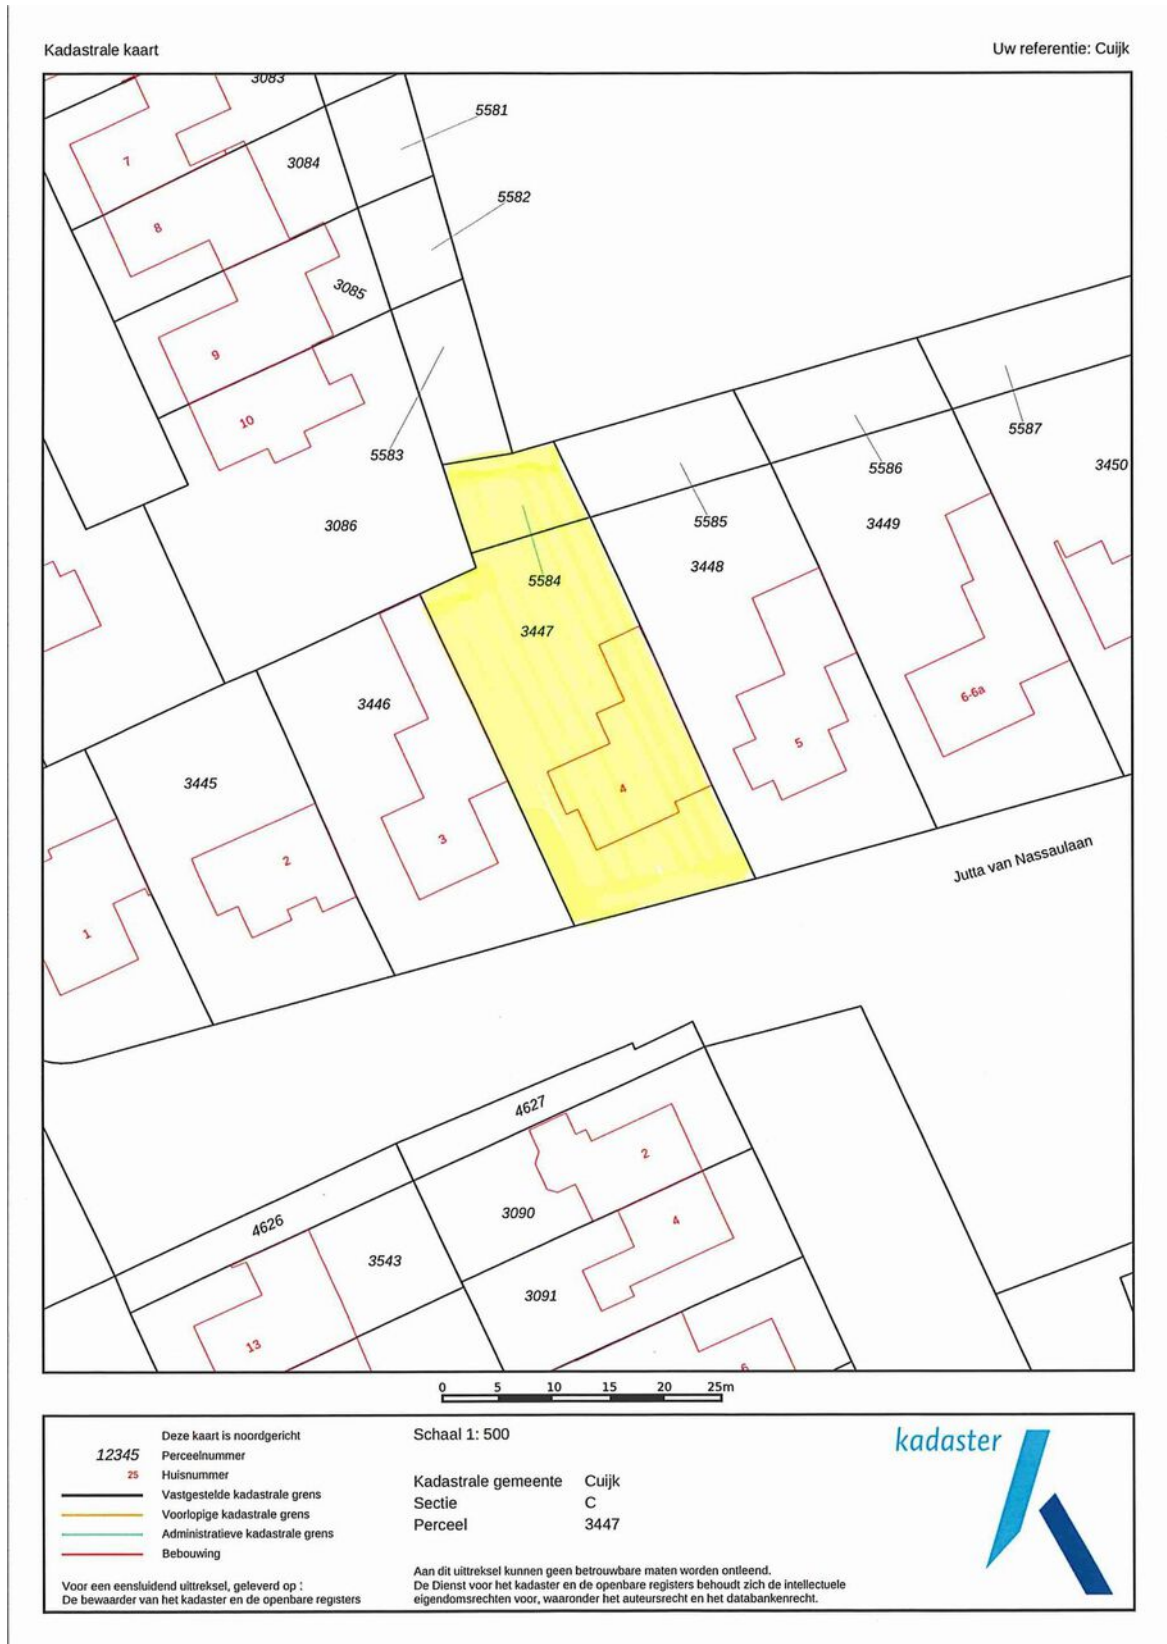 Kadastrale kaart
Uw referentie: Cuijk
3083
5581
7
3084
5582
8
3085
9
10
5583
5587
5586
3450
5585
3449
3086
3448
5584
3447
3446
6-6a
5
3445
4
3
2
Jutta van Nassaulaan
1
4627
2
3090
4626
4
3543
3091
13
6
0 5 10 15 20 25m
Deze kaart is noordgericht
12345 Perceelnummer
25 Huisnummer
Vastgestelde kadastrale grens
Voorlopige kadastrale grens
Administratieve kadastrale grens
Bebouwing
Voor een eensluidend uittreksel, geleverd op :
De bewaarder van het kadaster en de openbare registers
Schaal 1: 500
Kadastrale gemeente Cuijk
Sectie C
Perceel 3447
Aan dit uittreksel kunnen geen betrouwbare maten worden ontleend.
De Dienst voor het kadaster en de openbare registers behoudt zich de intellectuele
eigendomsrechten voor, waaronder het auteursrecht en het databankenrecht.
kadaster